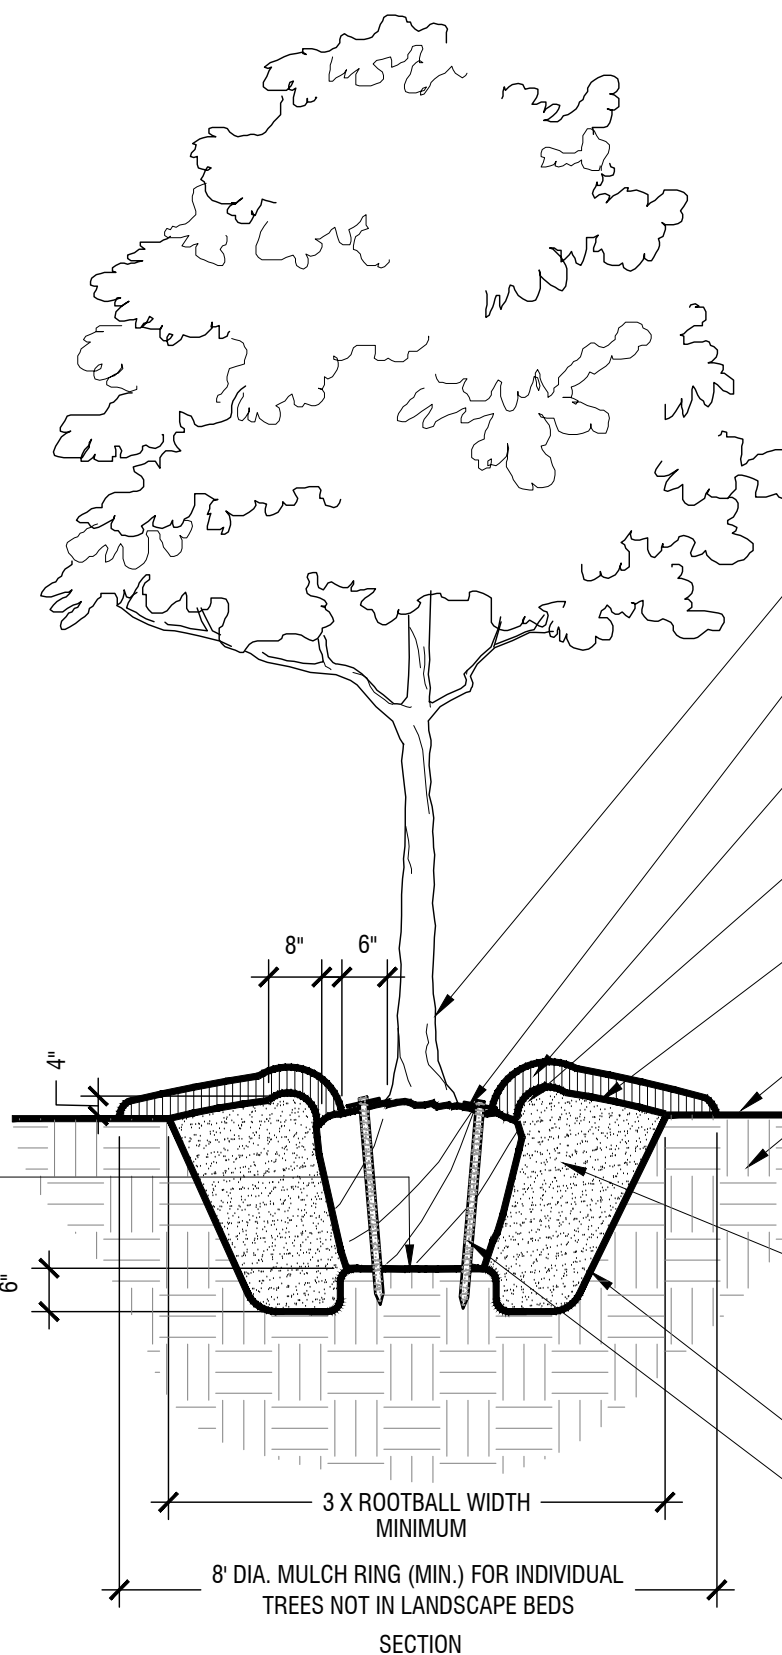 8" 6"
4"
6"
3 X ROOTBALL WIDTH
MINIMUM
8' DIA. MULCH RING (MIN.) FOR INDIVIDUAL
TREES NOT IN LANDSCAPE BEDS
SECTION